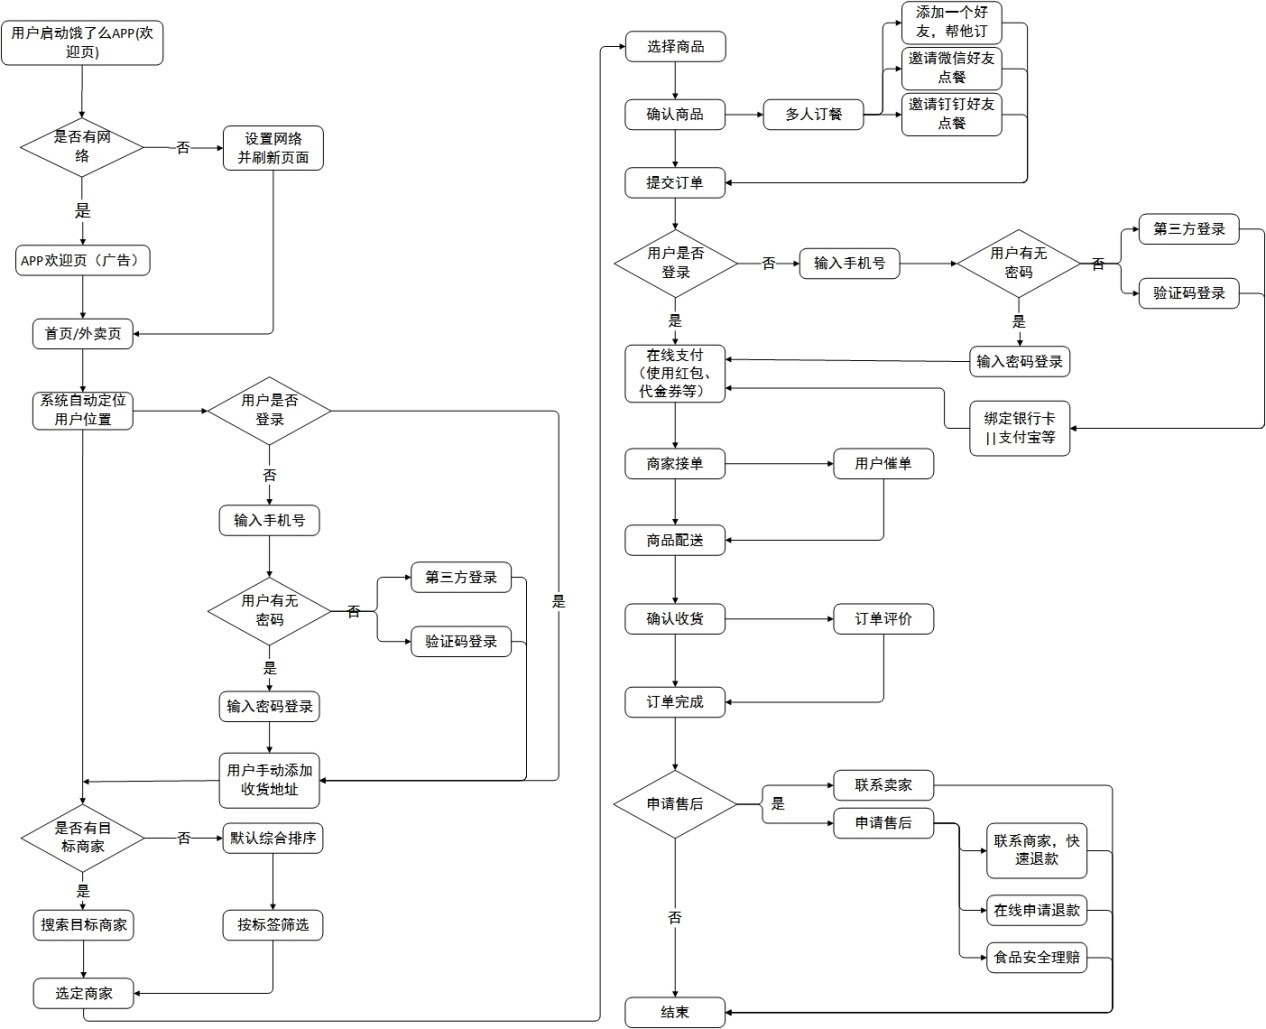 用户启动饿了么APP(欢
迎页)
是否有网
络
否
设置网络
并刷新页面
是
APP欢迎页（广告）
首页/外卖页
系统自动定位
用户位置
用户是否
登录
否
输入手机号
用户有无
密码
否
第三方登录
验证码登录
是
是
输入密码登录
用户手动添加
收货地址
是否有目
标商家
否
默认综合排序
是
搜索目标商家
按标签筛选
选定商家
选择商品
确认商品
多人订餐
添加一个好
友，帮他订
邀请微信好友
点餐
邀请钉钉好友
点餐
提交订单
用户是否
登录
否
输入手机号
用户有无
密码
否
第三方登录
验证码登录
是
是
输入密码登录
在线支付
（使用红包、
代金券等）
绑定银行卡
||支付宝等
商家接单
用户催单
商品配送
确认收货
订单评价
订单完成
申请售后
是
联系卖家
申请售后
联系商家，快
速退款
在线申请退款
食品安全理赔
否
结束